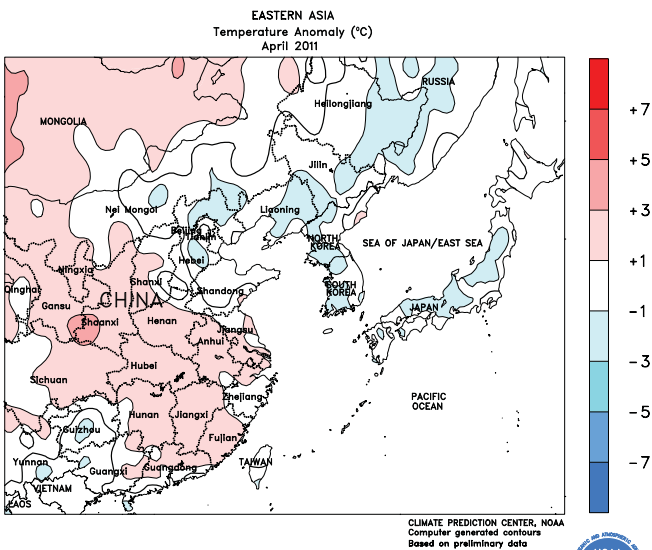 EASTERN ASIA
Temperature Anomaly (°C)
April 2011
RUSSIA
Heilongjiang
MONGOLIA
Jilin
Nei Mongol
Liaoning
Beijing
Tianjin
NORTH
KOREA
SEA OF JAPAN/EAST SEA
Hebei
Ningxia
Qinghai
Shanxi
Shandong
SOUTH
KOREA
CHINA
Gansu
JAPAN
Shaanxi
Henan
Jiangsu
Anhui
Hubei
Sichuan
Zhejiang
PACIFIC
OCEAN
Hunan
Jiangxi
Guizhou
Fujian
Yunnan
Guangxi
Guangdong
TAIWAN
VIETNAM
LAOS
+7
+5
+3
+1
-1
-3
-5
-7
CLIMATE PREDICTION CENTER, NOAA
Computer generated contours
Based on preliminary data